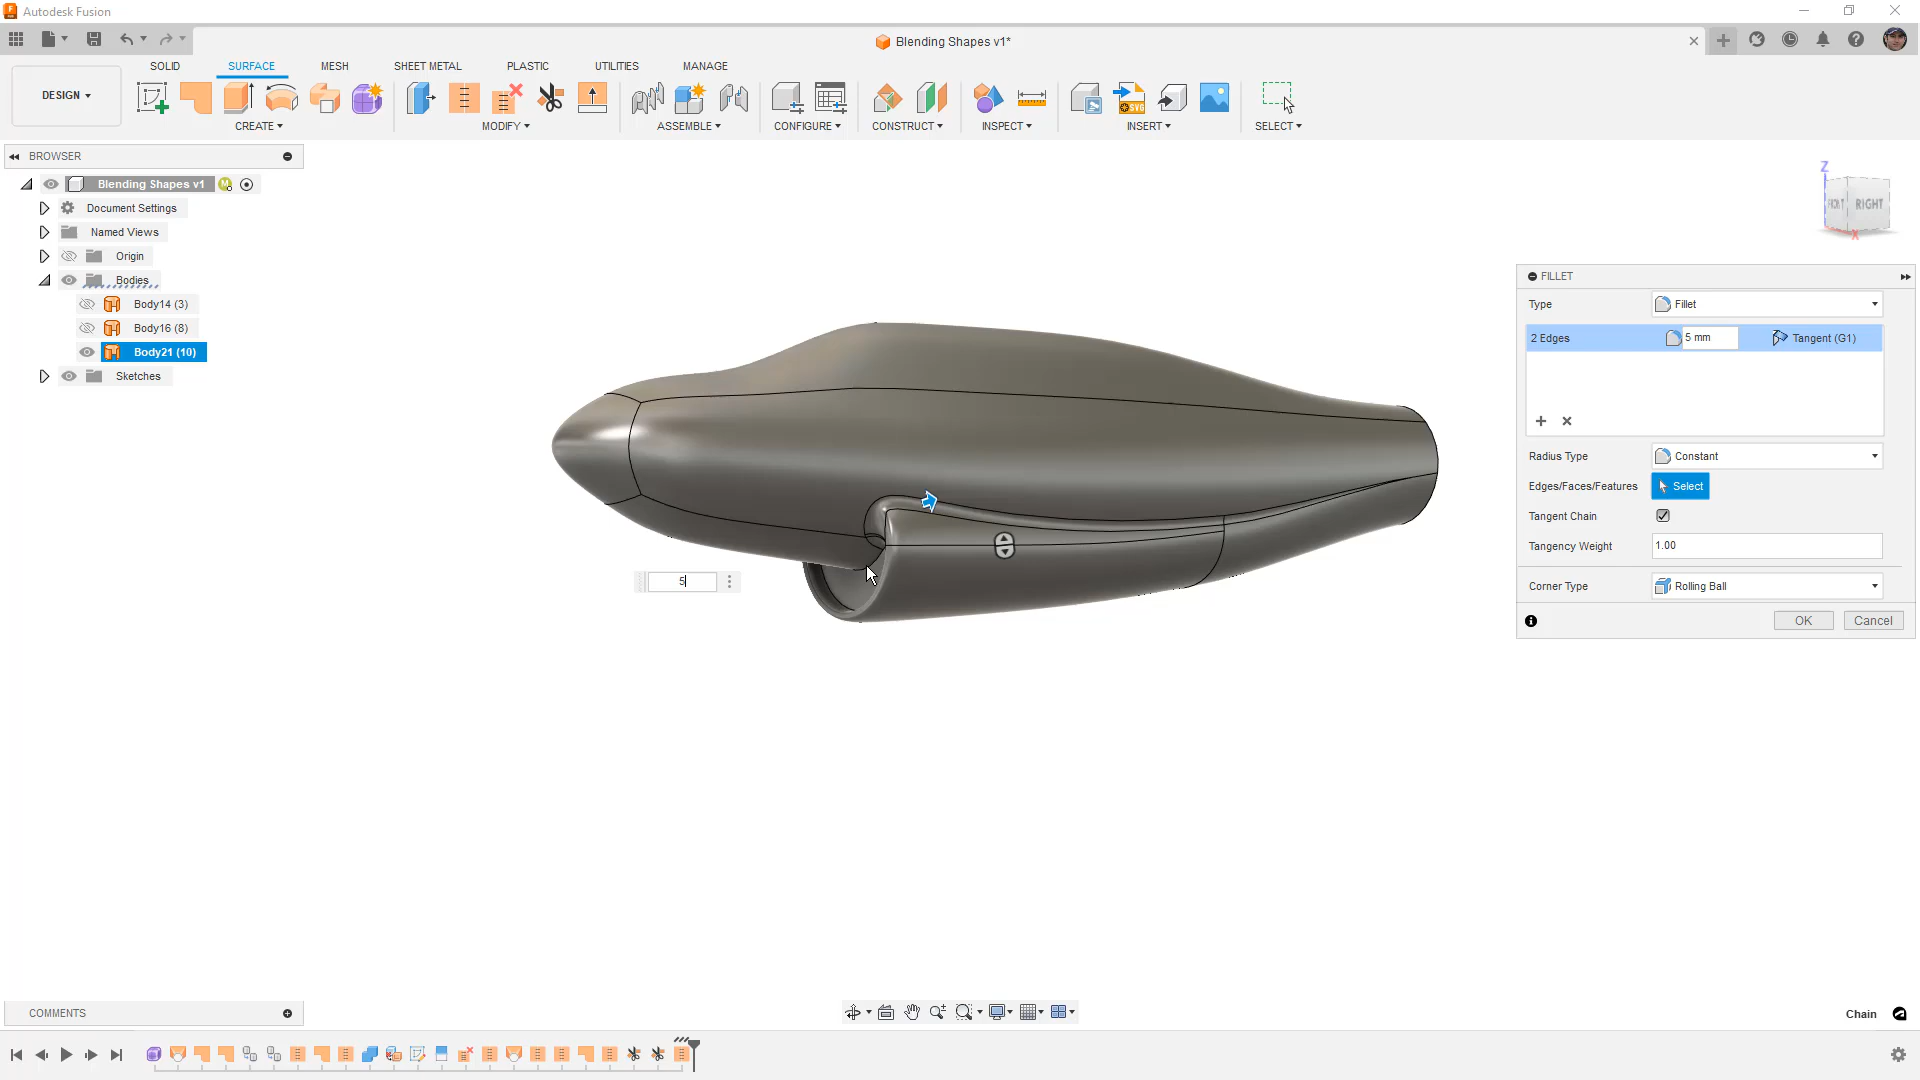 Autodesk Fusion
Blending Shapes v1*
SOLID SURFACE MESH SHEET METAL PLASTIC UTILITIES MANAGE
DESIGN
CREATE MODIFY ASSEMBLE CONFIGURE CONSTRUCT INSPECT INSERT SELECT
BROWSER
Blending Shapes v1
Document Settings
Named Views
Origin
Bodies
Body14 (3)
Body16 (8)
Body21 (10)
Sketches
Z
FRONT RIGHT
X
FILLET
Type Fillet
2 Edges 5 mm Tangent (G1)
Radius Type Constant
Edges/Faces/Features Select
Tangent Chain
Tangency Weight 1.00
Corner Type Rolling Ball
OK Cancel
5
COMMENTS
Chain